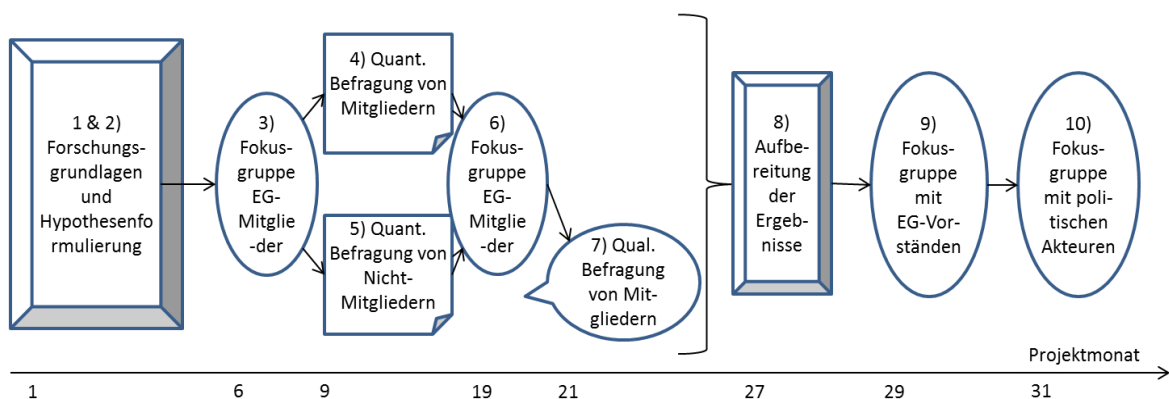 1 & 2)
Forschungs-
grundlagen
und
Hypothesenfo
rmulierung
3)
Fokus-
gruppe
EG-
Mitglie
-der
4) Quant.
Befragung von
Mitgliedern
5) Quant.
Befragung von
Nicht-
Mitgliedern
6)
Fokus-
gruppe
EG-
Mitglie
-der
7) Qual.
Befragung
von Mit-
gliedern
8)
Aufbe-
reitung
der
Ergeb-
nisse
9)
Fokus-
gruppe
mit
EG-Vor-
ständen
10)
Fokus-
gruppe
mit poli-
tischen
Akteuren
Projektmonat
1 6 9 19 21 27 29 31